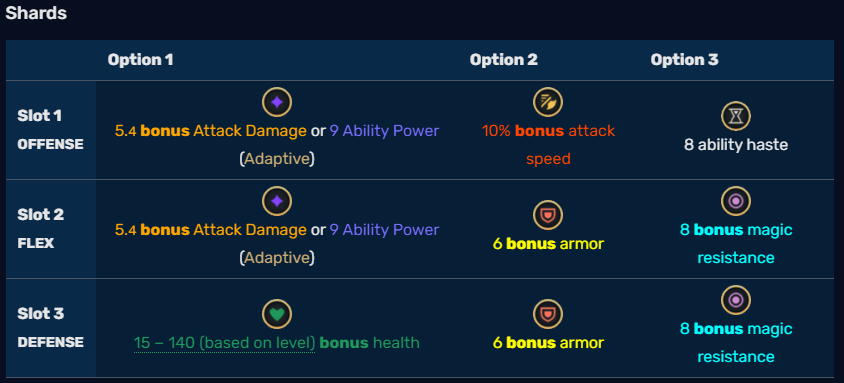 Shards
Option 1 Option 2 Option 3
Slot 1
OFFENSE
5.4 bonus Attack Damage or 9 Ability Power
(Adaptive)
10% bonus attack
speed
8 ability haste
Slot 2
FLEX
5.4 bonus Attack Damage or 9 Ability Power
(Adaptive)
6 bonus armor
8 bonus magic
resistance
Slot 3
DEFENSE
15 – 140 (based on level) bonus health
6 bonus armor
8 bonus magic
resistance